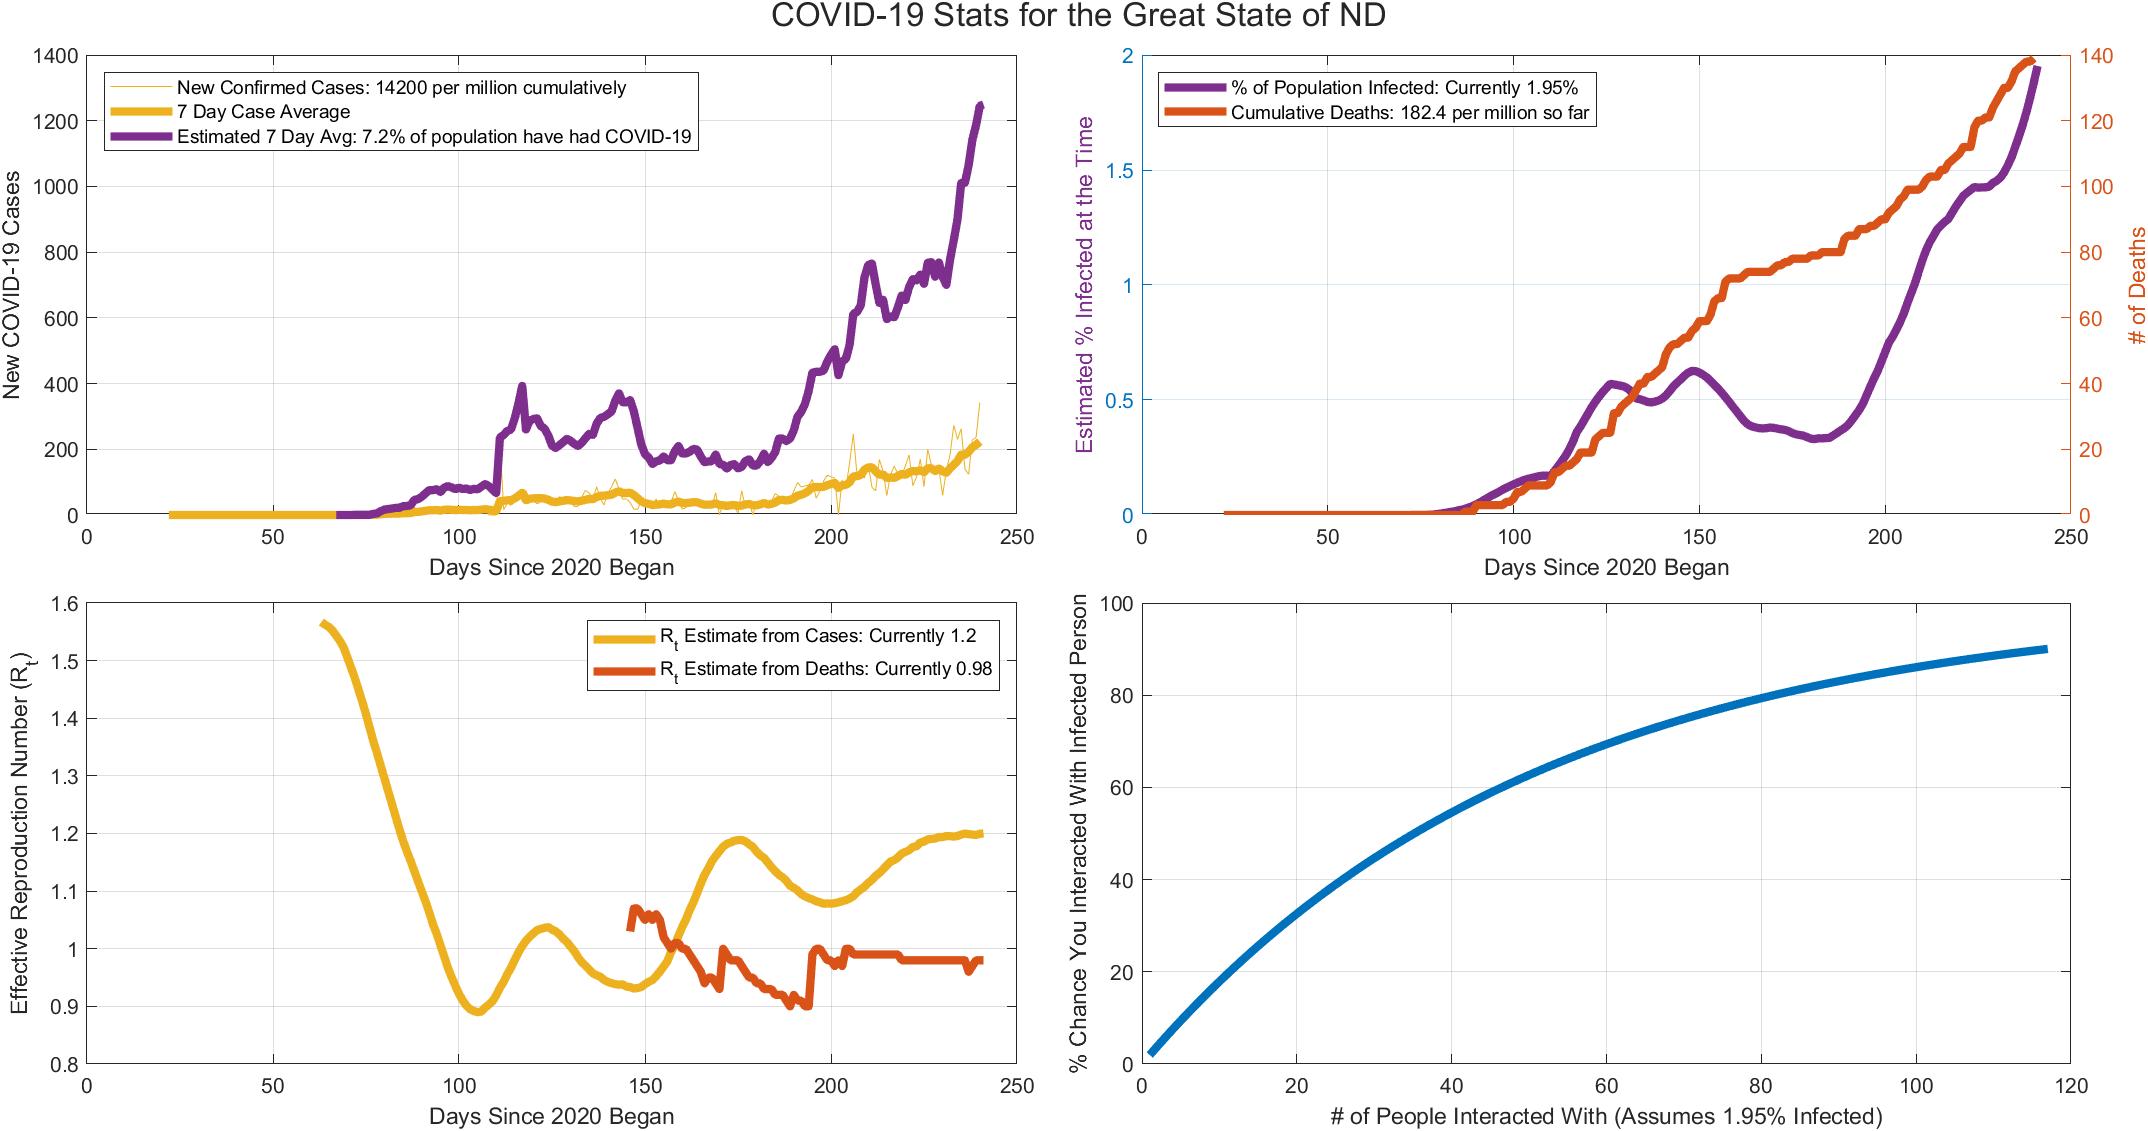 COVID-19 Stats for the Great State of ND
1400
1200
1000
800
600
400
200
0
New COVID-19 Cases
New Confirmed Cases: 14200 per million cumulatively
7 Day Case Average
Estimated 7 Day Avg: 7.2% of population have had COVID-19
0 50 100 150 200 250
Days Since 2020 Began
2
1.5
1
0.5
0
Estimated % Infected at the Time
% of Population Infected: Currently 1.95%
Cumulative Deaths: 182.4 per million so far
140
120
100
80
60
40
20
0
# of Deaths
0 50 100 150 200 250
Days Since 2020 Began
1.6
1.5
1.4
1.3
1.2
1.1
1
0.9
0.8
Effective Reproduction Number (Rt)
Rt Estimate from Cases: Currently 1.2
Rt Estimate from Deaths: Currently 0.98
0 50 100 150 200 250
Days Since 2020 Began
100
80
60
40
20
0
% Chance You Interacted With Infected Person
0 20 40 60 80 100 120
# of People Interacted With (Assumes 1.95% Infected)